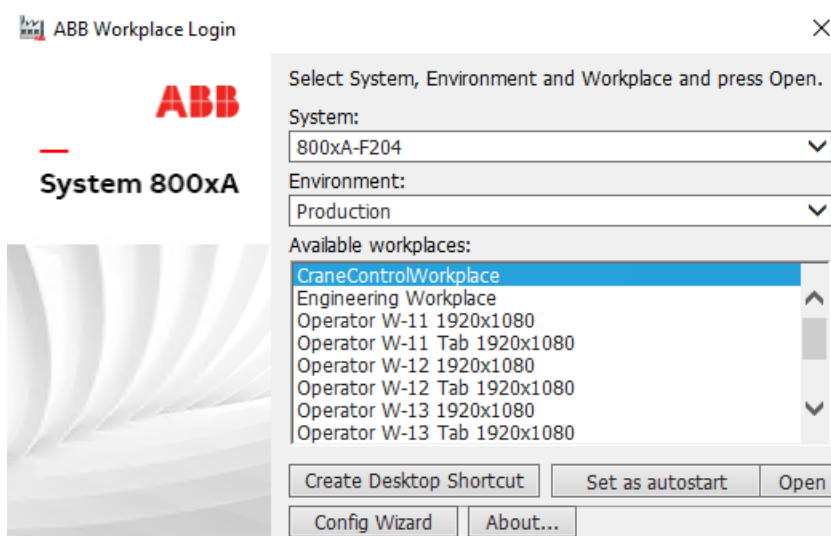 ABB Workplace Login
ABB
System 800xA
Select System, Environment and Workplace and press Open.
System:
800xA-F204
Environment:
Production
Available workplaces:
CraneControlWorkplace
Engineering Workplace
Operator W-11 1920x1080
Operator W-11 Tab 1920x1080
Operator W-12 1920x1080
Operator W-12 Tab 1920x1080
Operator W-13 1920x1080
Operator W-13 Tab 1920x1080
Create Desktop Shortcut Set as autostart Open
Config Wizard About...